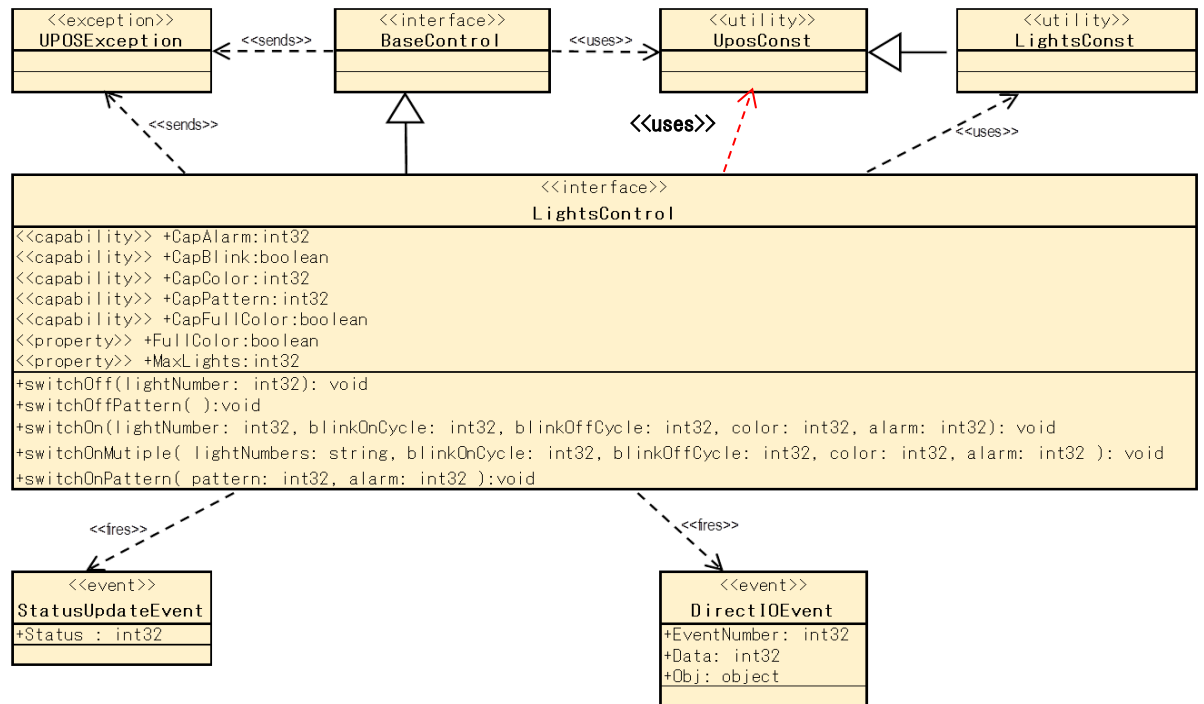 <<exception>>
UPOSException
<<sends>>
<<interface>>
BaseControl
<<uses>>
<<utility>>
UposConst
<<utility>>
LightsConst
<<sends>>
<<uses>>
<<uses>>
<<interface>>
LightsControl
<<capability>> +CapAlarm:int32
<<capability>> +CapBlink:boolean
<<capability>> +CapColor:int32
<<capability>> +CapPattern:int32
<<capability>> +CapFullColor:boolean
<<property>> +FullColor:boolean
<<property>> +MaxLights:int32
+switchOff(lightNumber: int32): void
+switchOffPattern( ):void
+switchOn(lightNumber: int32, blinkOnCycle: int32, blinkOffCycle: int32, color: int32, alarm: int32): void
+switchOnMutiple( lightNumbers: string, blinkOnCycle: int32, blinkOffCycle: int32, color: int32, alarm: int32 ): void
+switchOnPattern( pattern: int32, alarm: int32 ):void
<<fires>>
<<fires>>
<<event>>
StatusUpdateEvent
+Status : int32
<<event>>
DirectIOEvent
+EventNumber: int32
+Data: int32
+Obj: object